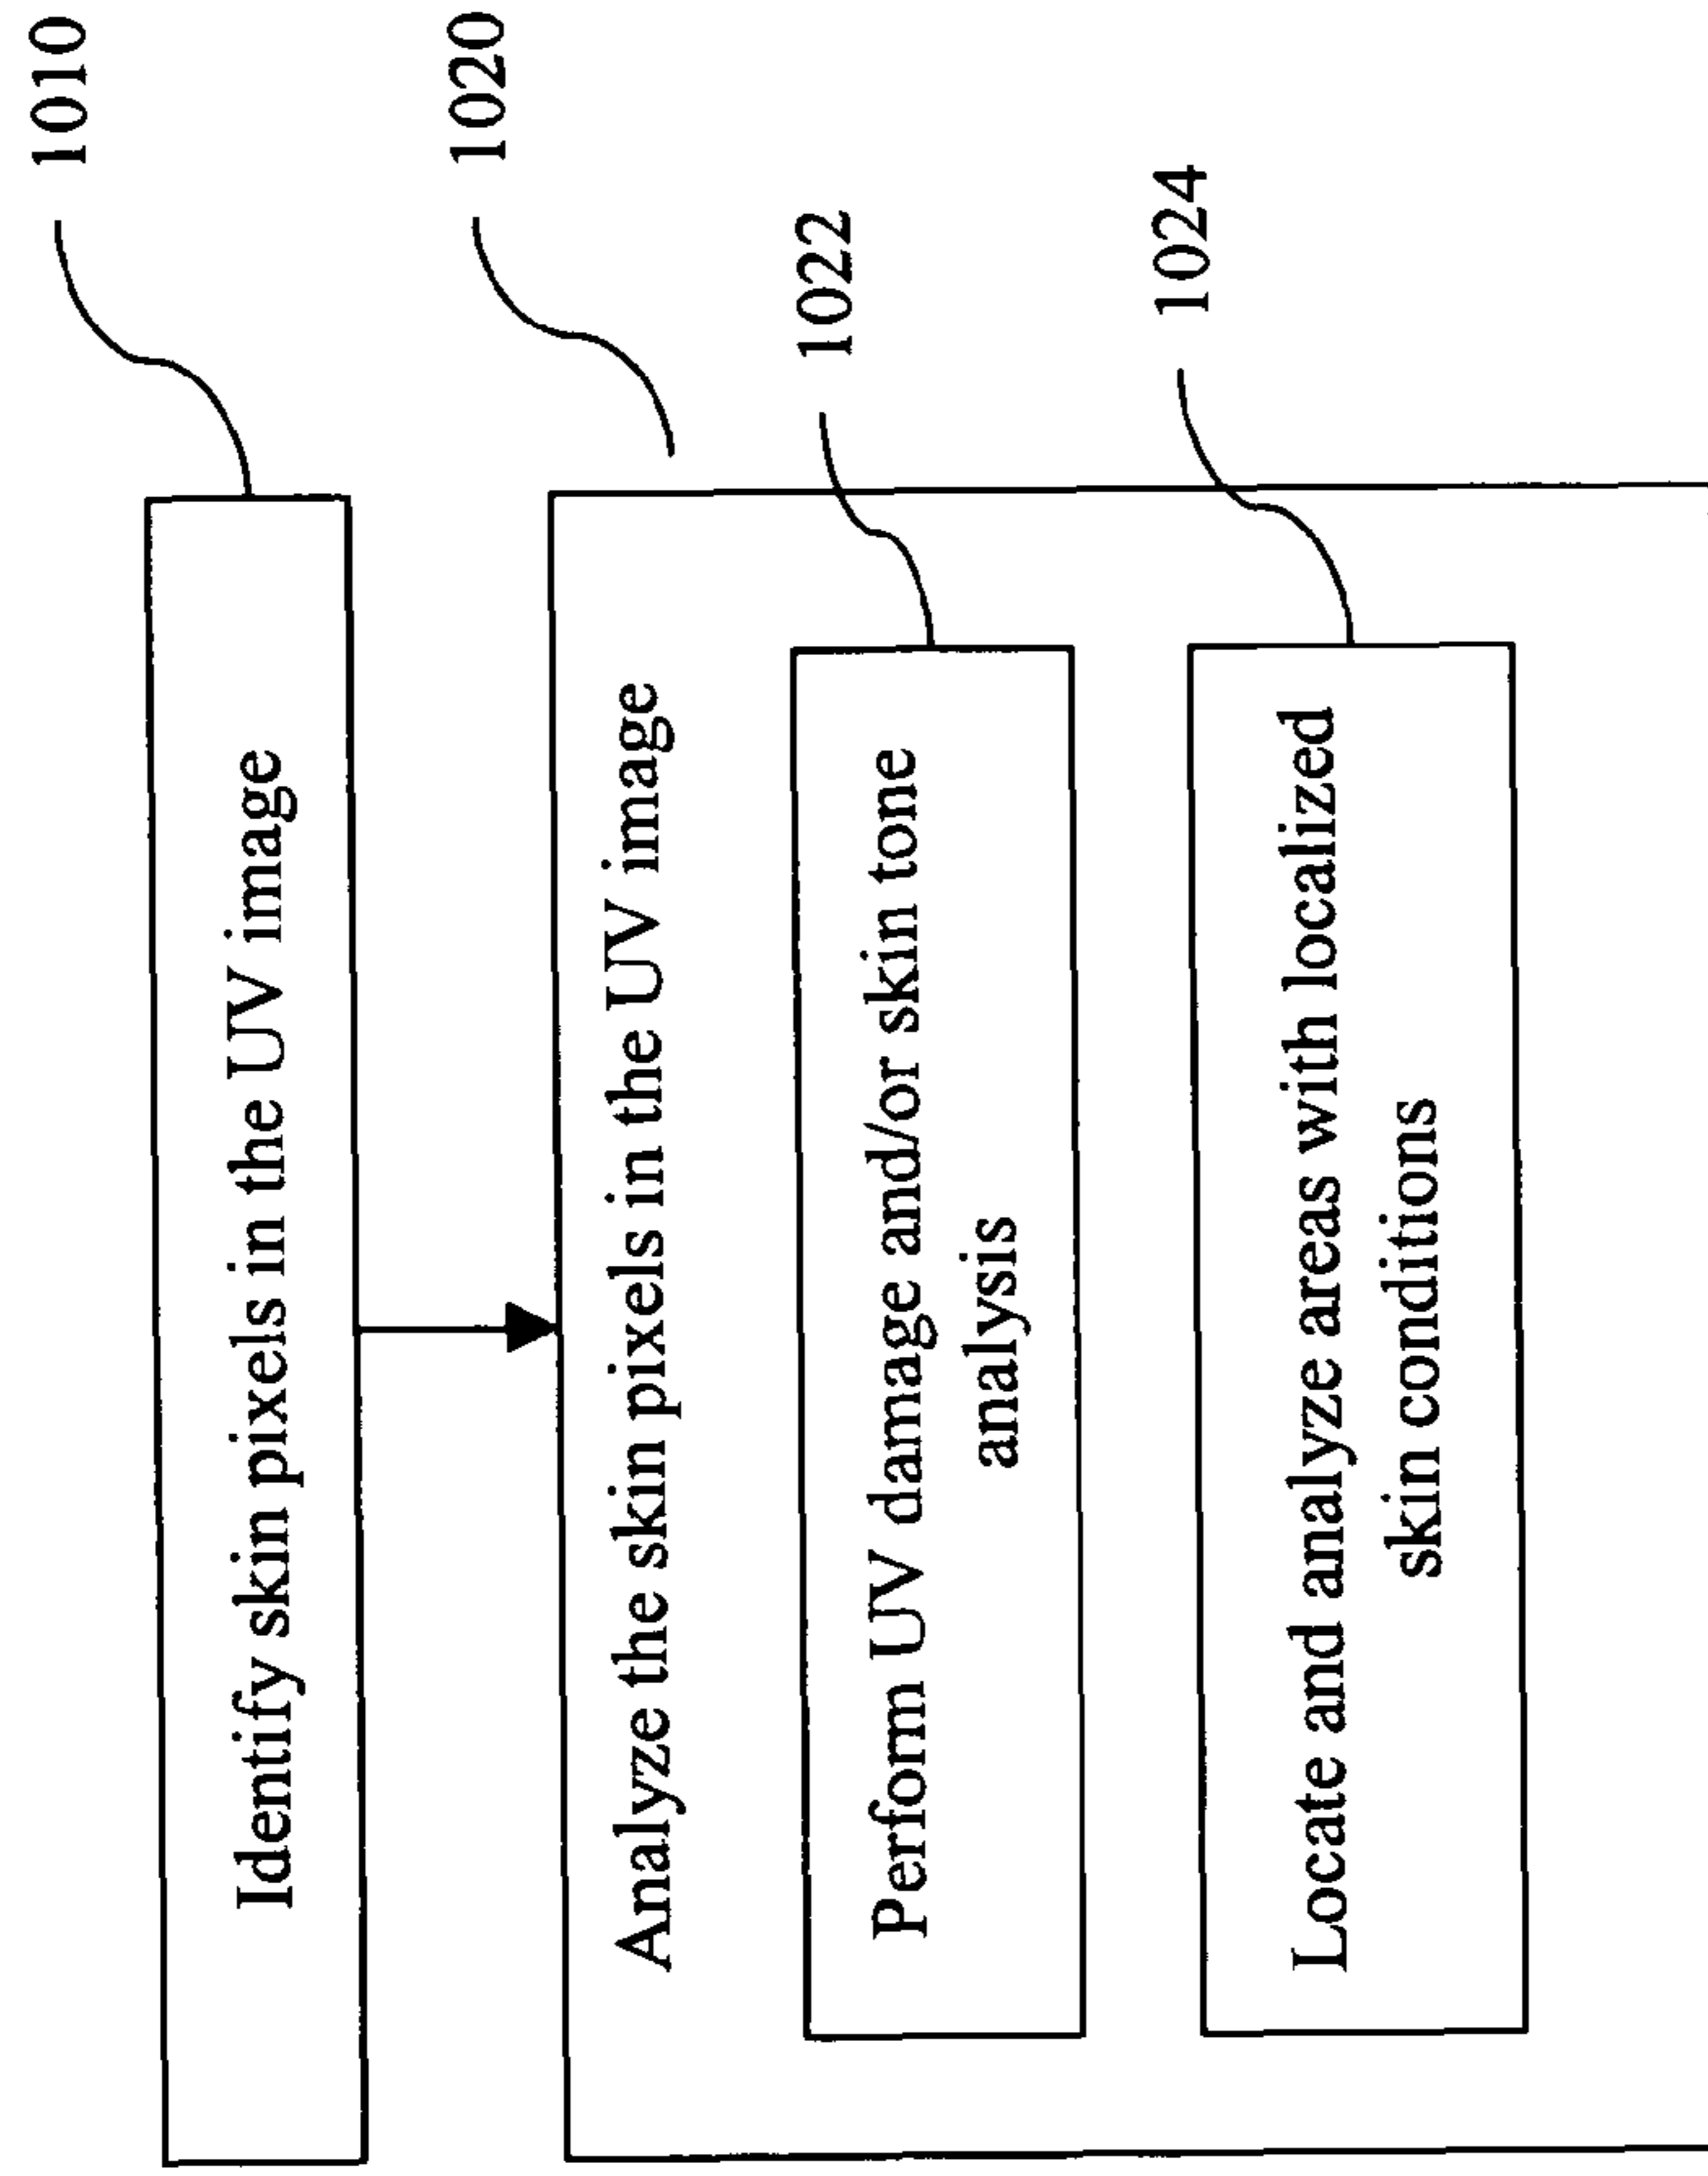 1010
Identify skin pixels in the UV image
1020
Analyze the skin pixels in the UV image
1022
Perform UV damage and/or skin tone
analysis
1024
Locate and analyze areas with localized
skin conditions